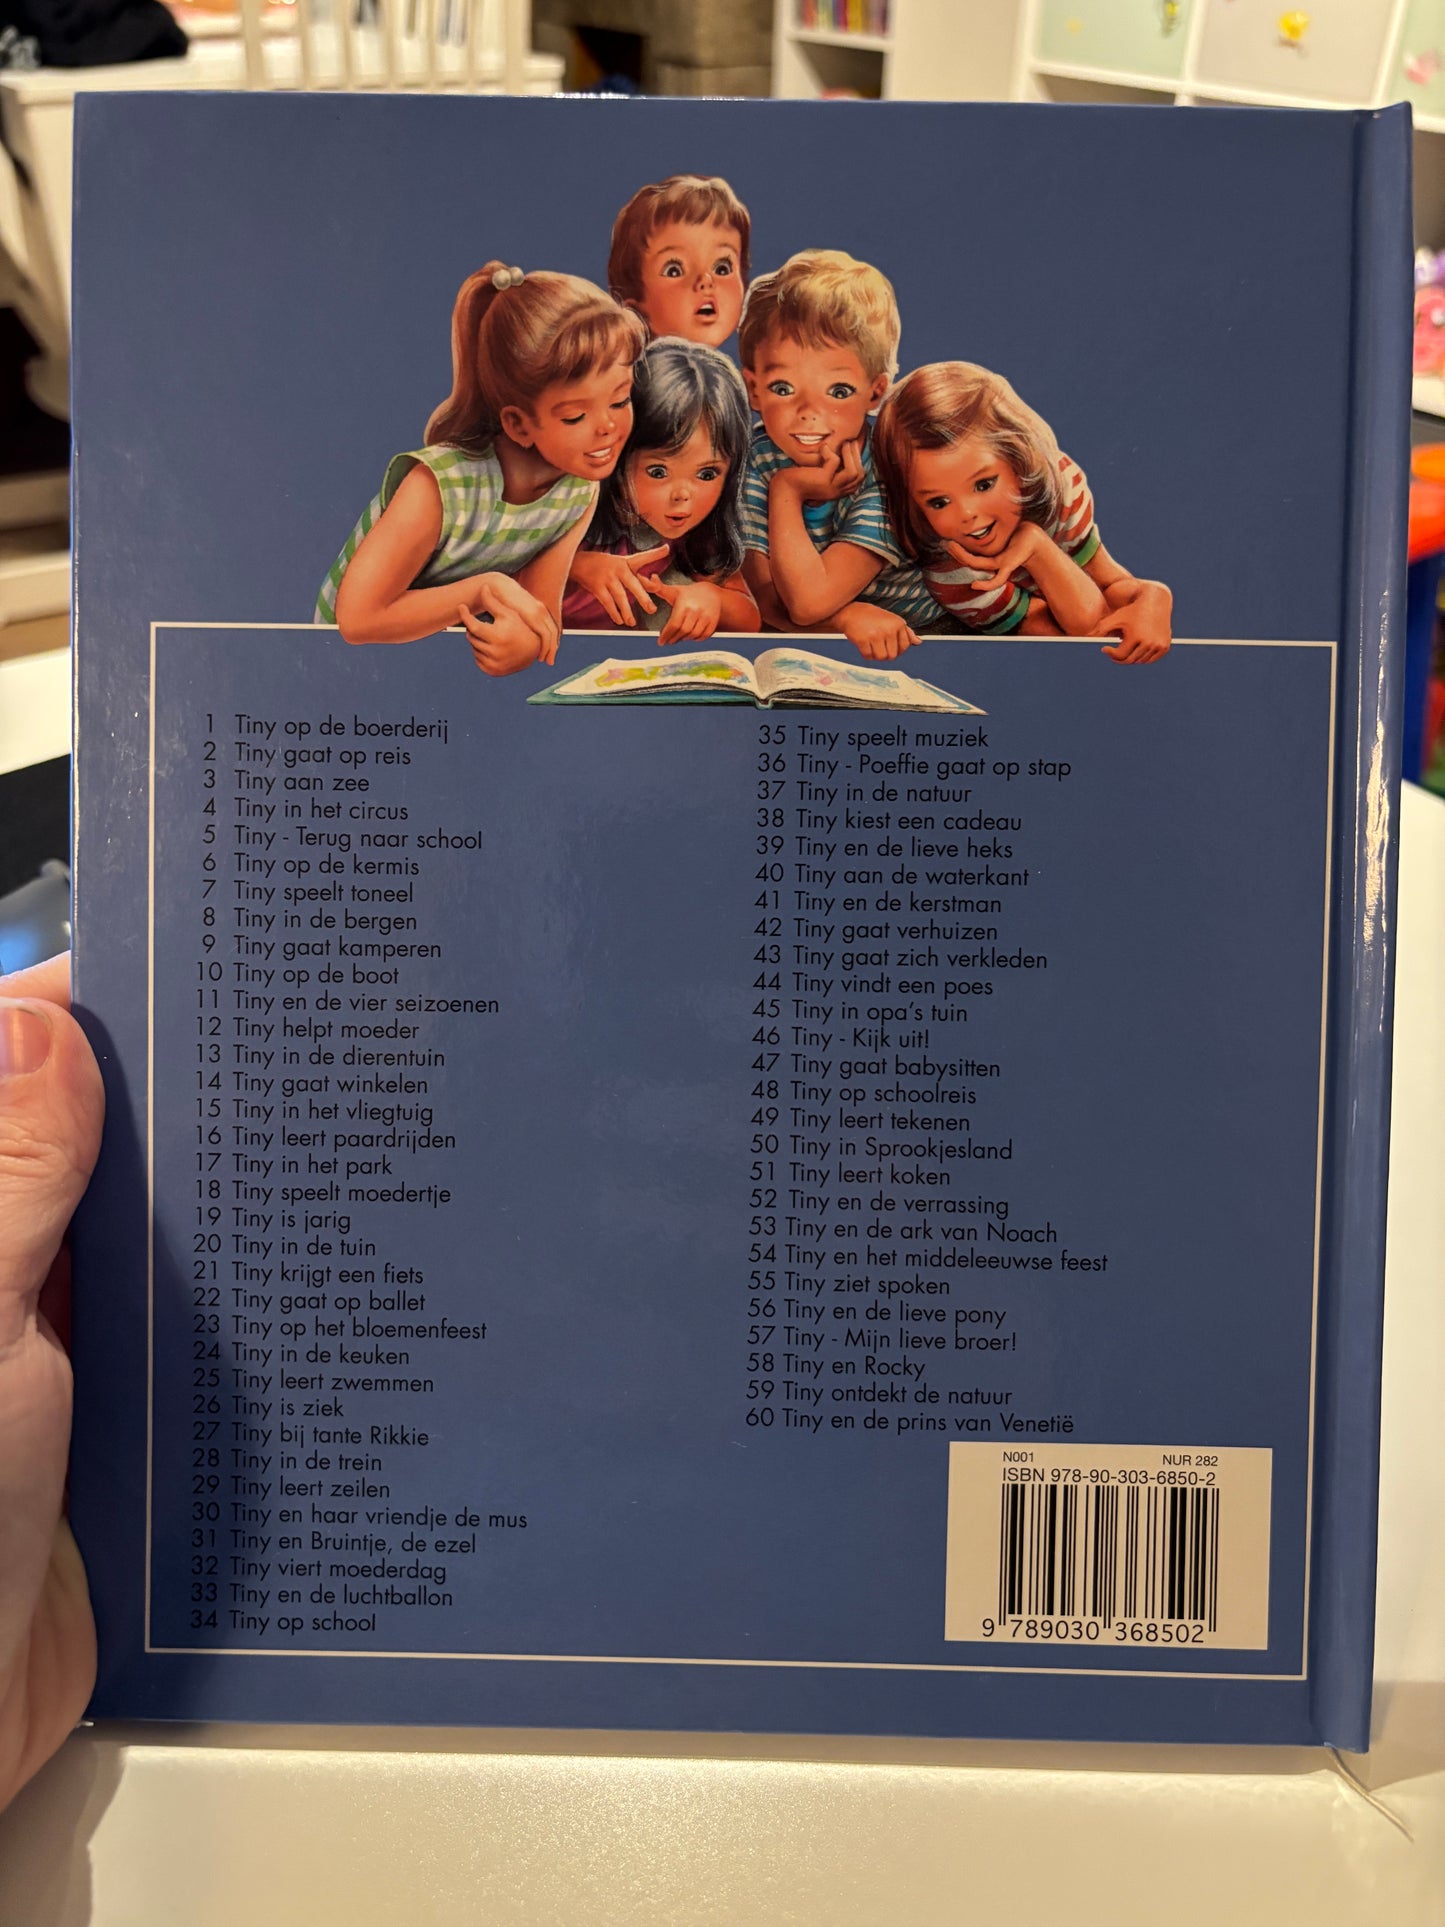 1 Tiny op de boerderij
2 Tiny gaat op reis
3 Tiny aan zee
4 Tiny in het circus
5 Tiny - Terug naar school
6 Tiny op de kermis
7 Tiny speelt toneel
8 Tiny in de bergen
9 Tiny gaat kamperen
10 Tiny op de boot
11 Tiny en de vier seizoenen
12 Tiny helpt moeder
13 Tiny in de dierentuin
14 Tiny gaat winkelen
15 Tiny in het vliegtuig
16 Tiny leert paardrijden
17 Tiny in het park
18 Tiny speelt moedertje
19 Tiny is jarig
20 Tiny in de tuin
21 Tiny krijgt een fiets
22 Tiny gaat op ballet
23 Tiny op het bloemenfeest
24 Tiny in de keuken
25 Tiny leert zwemmen
26 Tiny is ziek
27 Tiny bij tante Rikkie
28 Tiny in de trein
29 Tiny leert zeilen
30 Tiny en haar vriendje de mus
31 Tiny en Bruintje, de ezel
32 Tiny viert moederdag
33 Tiny en de luchtballon
34 Tiny op school
35 Tiny speelt muziek
36 Tiny - Poeffie gaat op stap
37 Tiny in de natuur
38 Tiny kiest een cadeau
39 Tiny en de lieve heks
40 Tiny aan de waterkant
41 Tiny en de kerstman
42 Tiny gaat verhuizen
43 Tiny gaat zich verkleden
44 Tiny vindt een poes
45 Tiny in opa's tuin
46 Tiny - Kijk uit!
47 Tiny gaat babysitten
48 Tiny op schoolreis
49 Tiny leert tekenen
50 Tiny in Sprookjesland
51 Tiny leert koken
52 Tiny en de verrassing
53 Tiny en de ark van Noach
54 Tiny en het middeleeuwse feest
55 Tiny ziet spoken
56 Tiny en de lieve pony
57 Tiny - Mijn lieve broer!
58 Tiny en Rocky
59 Tiny ontdekt de natuur
60 Tiny en de prins van Venetië
N001 NUR 282
ISBN 978-90-303-6850-2
9 789030 368502